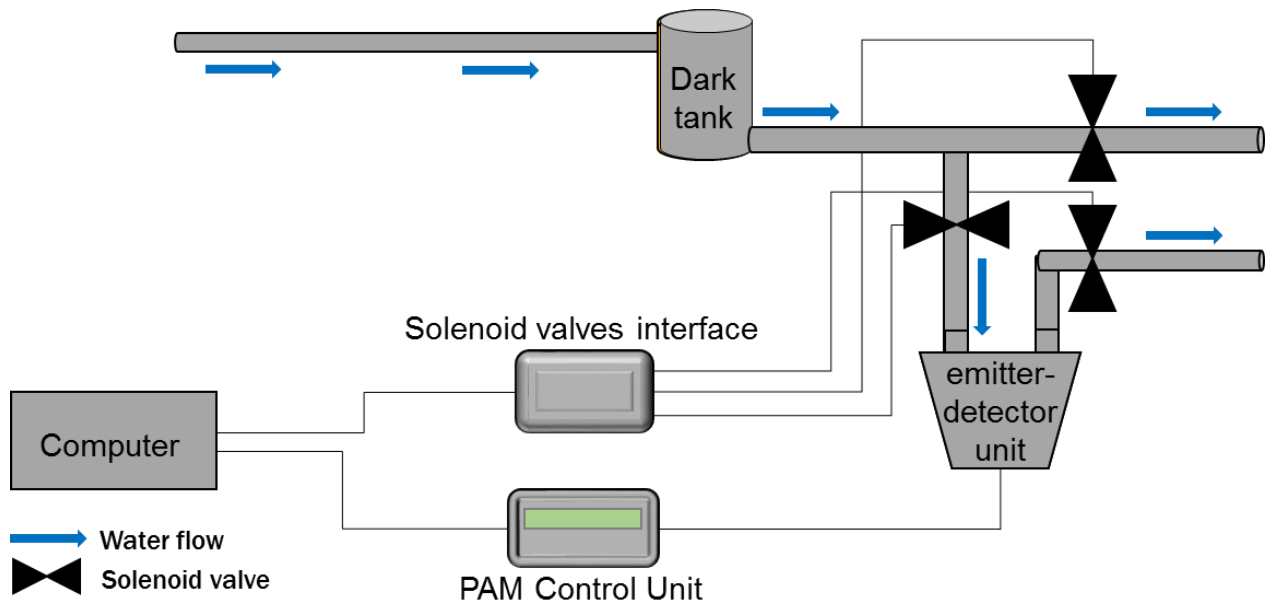 Dark
tank
Solenoid valves interface
emitter-
detector
unit
Computer
Water flow
Solenoid valve
PAM Control Unit